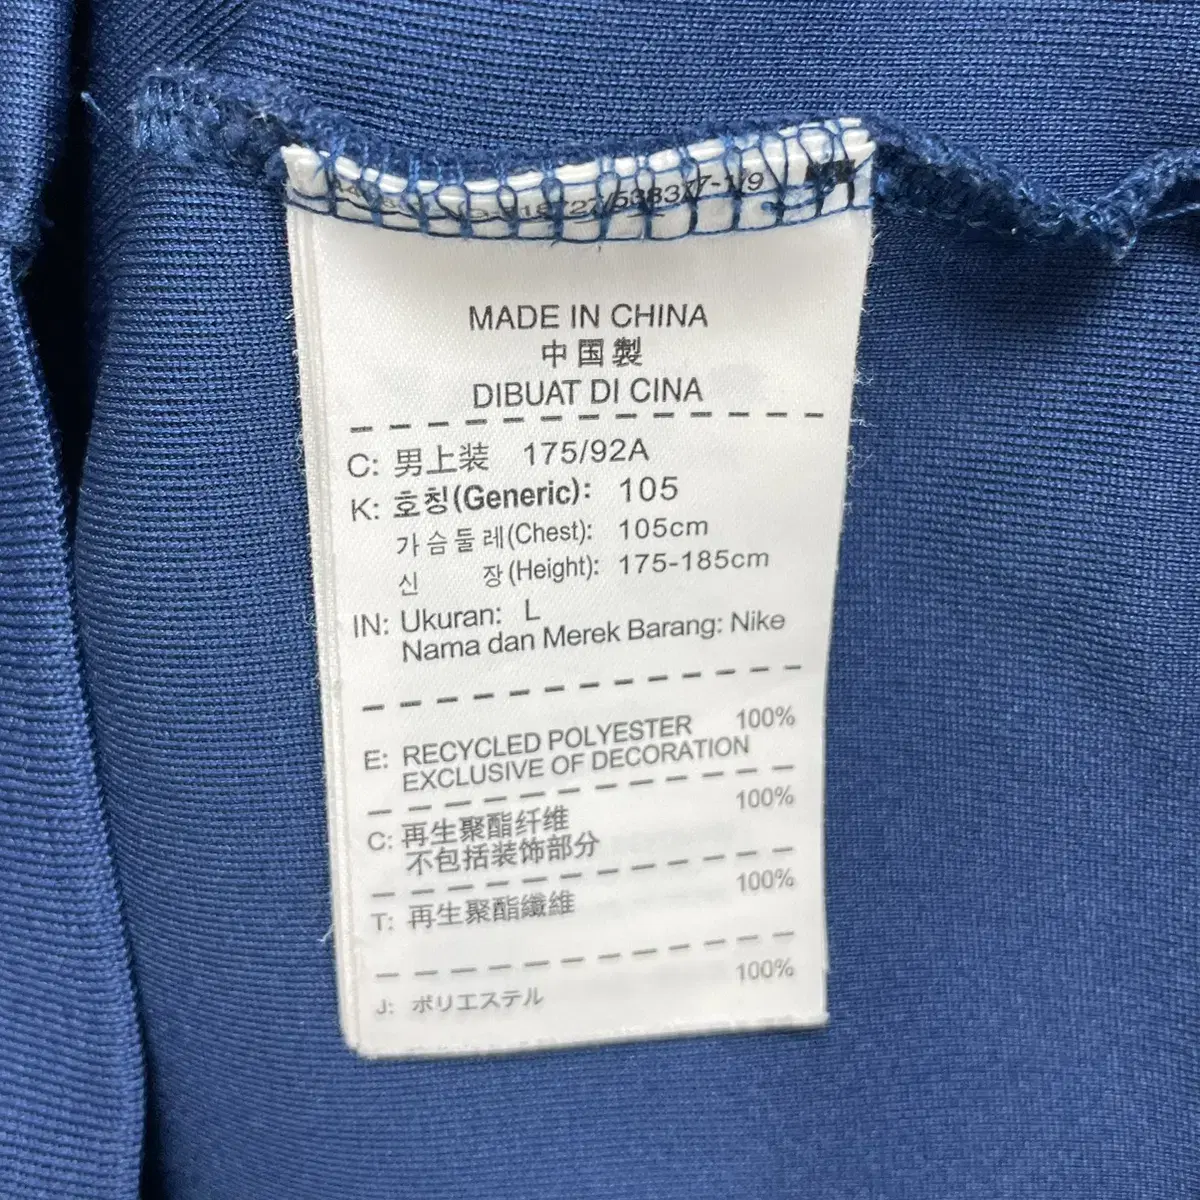 MADE IN CHINA
中国製
DIBUAT DI CINA
C: 男上装 175/92A
K: 호칭(Generic): 105
가슴둘레(Chest): 105cm
신 장(Height): 175-185cm
IN: Ukuran: L
Nama dan Merek Barang: Nike
E: RECYCLED POLYESTER 100%
EXCLUSIVE OF DECORATION
C: 再生聚酯纤维 100%
不包括装饰部分
T: 再生聚酯纖維 100%
J: ポリエステル 100%